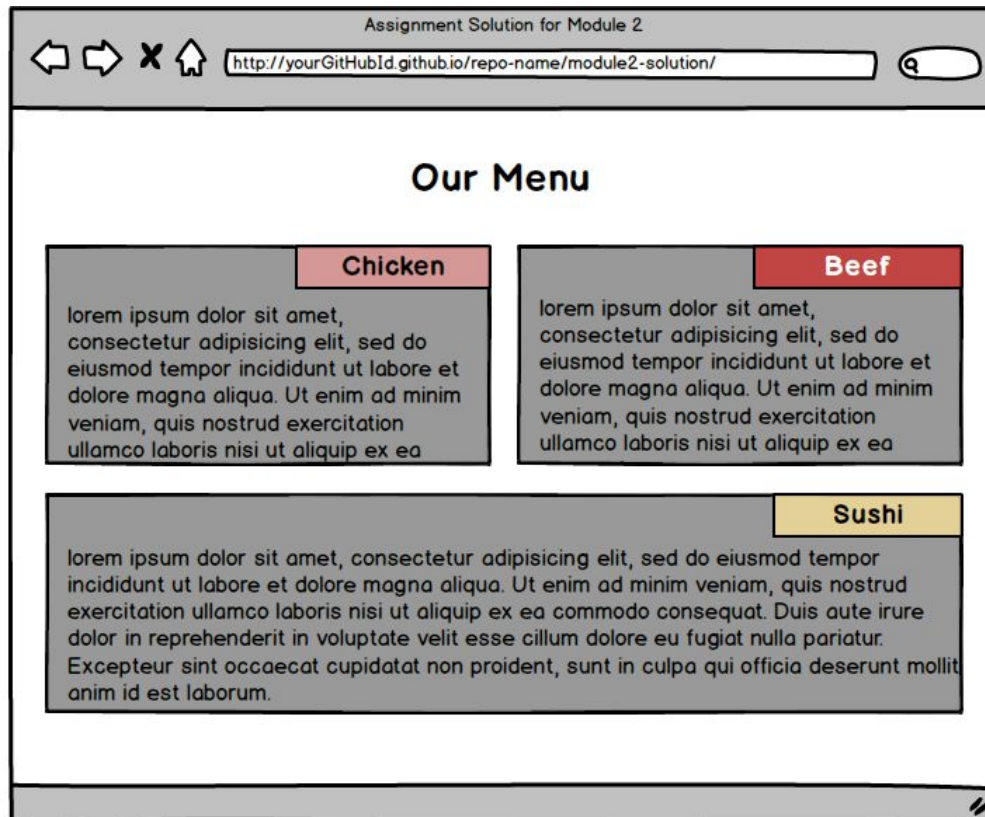 Assignment Solution for Module 2
http://yourGitHubId.github.io/repo-name/module2-solution/
Our Menu
Chicken
lorem ipsum dolor sit amet,
consectetur adipisicing elit, sed do
eiusmod tempor incididunt ut labore et
dolore magna aliqua. Ut enim ad minim
veniam, quis nostrud exercitation
ullamco laboris nisi ut aliquip ex ea
Beef
lorem ipsum dolor sit amet,
consectetur adipisicing elit, sed do
eiusmod tempor incididunt ut labore et
dolore magna aliqua. Ut enim ad minim
veniam, quis nostrud exercitation
ullamco laboris nisi ut aliquip ex ea
Sushi
lorem ipsum dolor sit amet, consectetur adipisicing elit, sed do eiusmod tempor
incididunt ut labore et dolore magna aliqua. Ut enim ad minim veniam, quis nostrud
exercitation ullamco laboris nisi ut aliquip ex ea commodo consequat. Duis aute irure
dolor in reprehenderit in voluptate velit esse cillum dolore eu fugiat nulla pariatur.
Excepteur sint occaecat cupidatat non proident, sunt in culpa qui officia deserunt mollit
anim id est laborum.